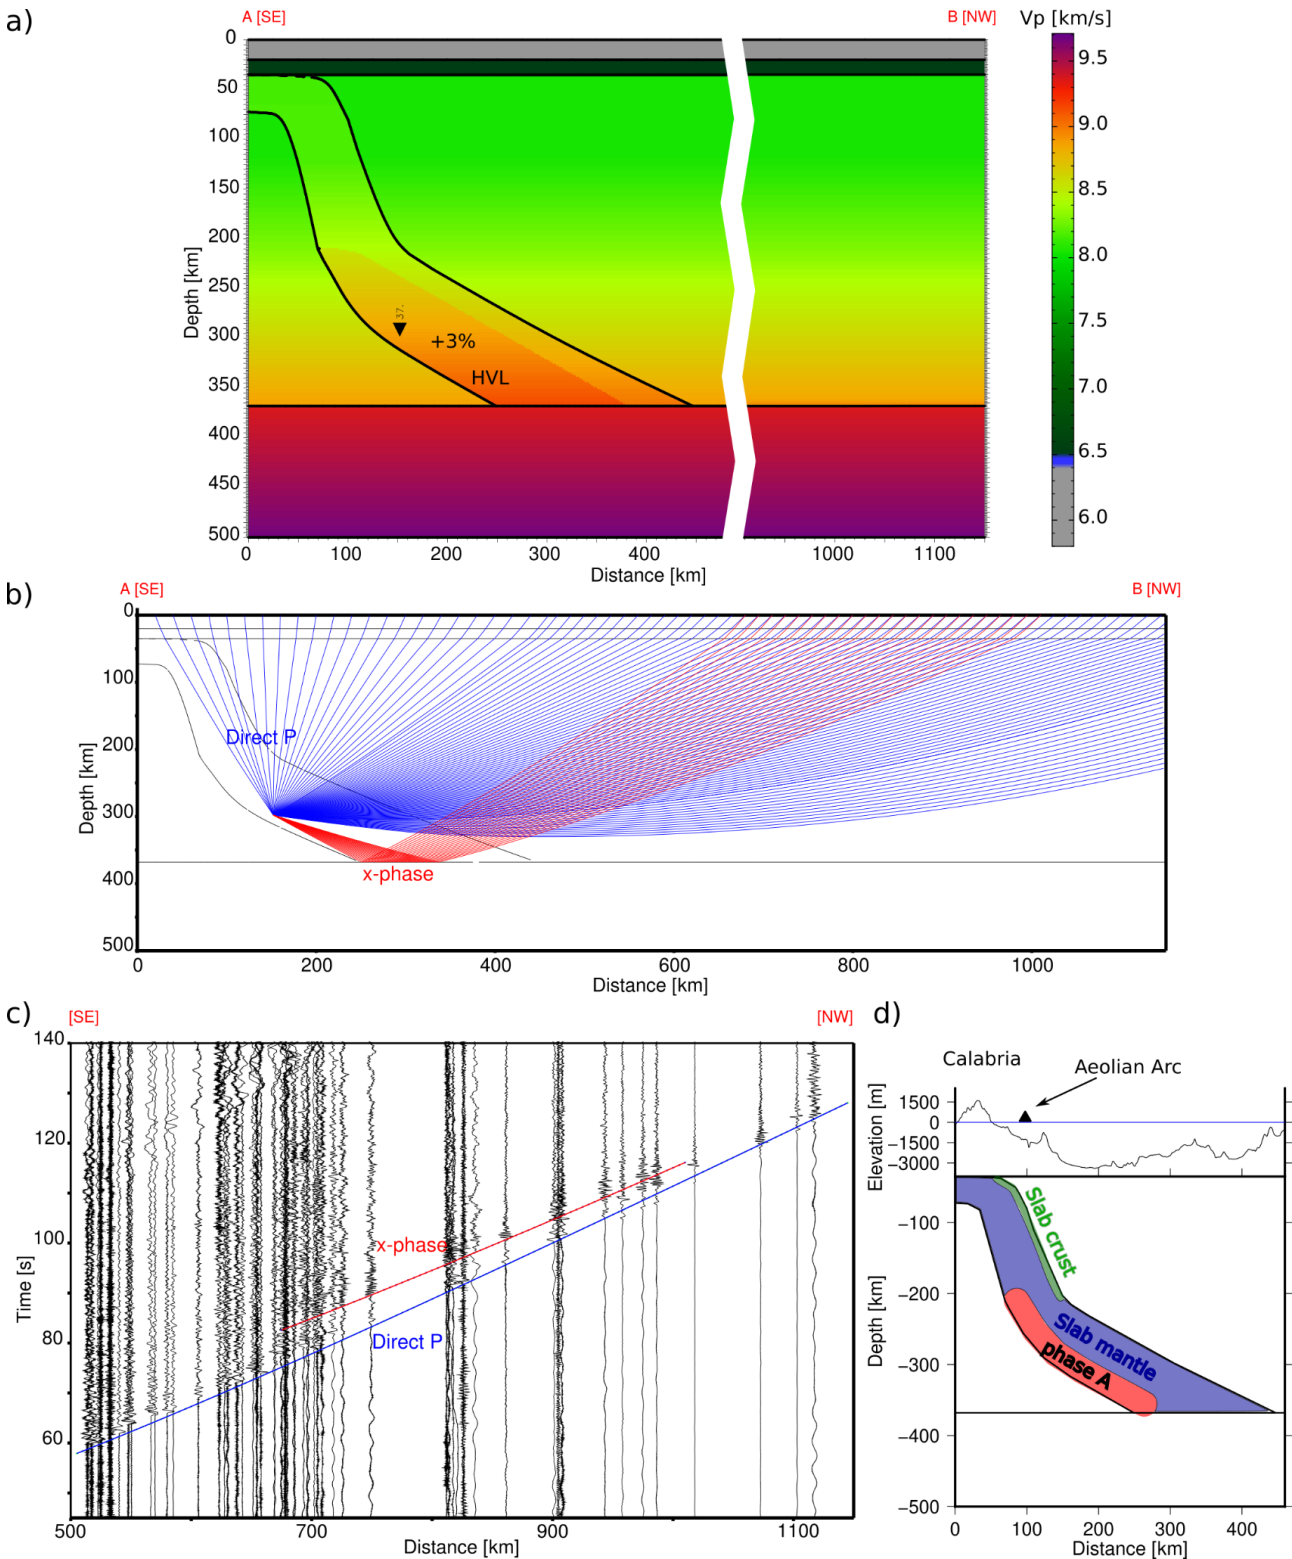 a)
A [SE]
B [NW]
Vp [km/s]
0
50
100
150
200
250
300
350
400
450
500
Depth [km]
37.
+3%
HVL
0
100
200
300
400
1000
1100
Distance [km]
9.5
9.0
8.5
8.0
7.5
7.0
6.5
6.0
b)
A [SE]
B [NW]
0
100
200
300
400
500
Depth [km]
Direct P
x-phase
0
200
400
600
800
1000
Distance [km]
c)
[SE]
[NW]
140
120
100
80
60
Time [s]
x-phase
Direct P
500
700
900
1100
Distance [km]
d)
Calabria
Aeolian Arc
Elevation [m]
1500
0
−1500
−3000
Slab crust
Slab mantle
phase A
Depth [km]
−100
−200
−300
−400
−500
0
100
200
300
400
Distance [km]